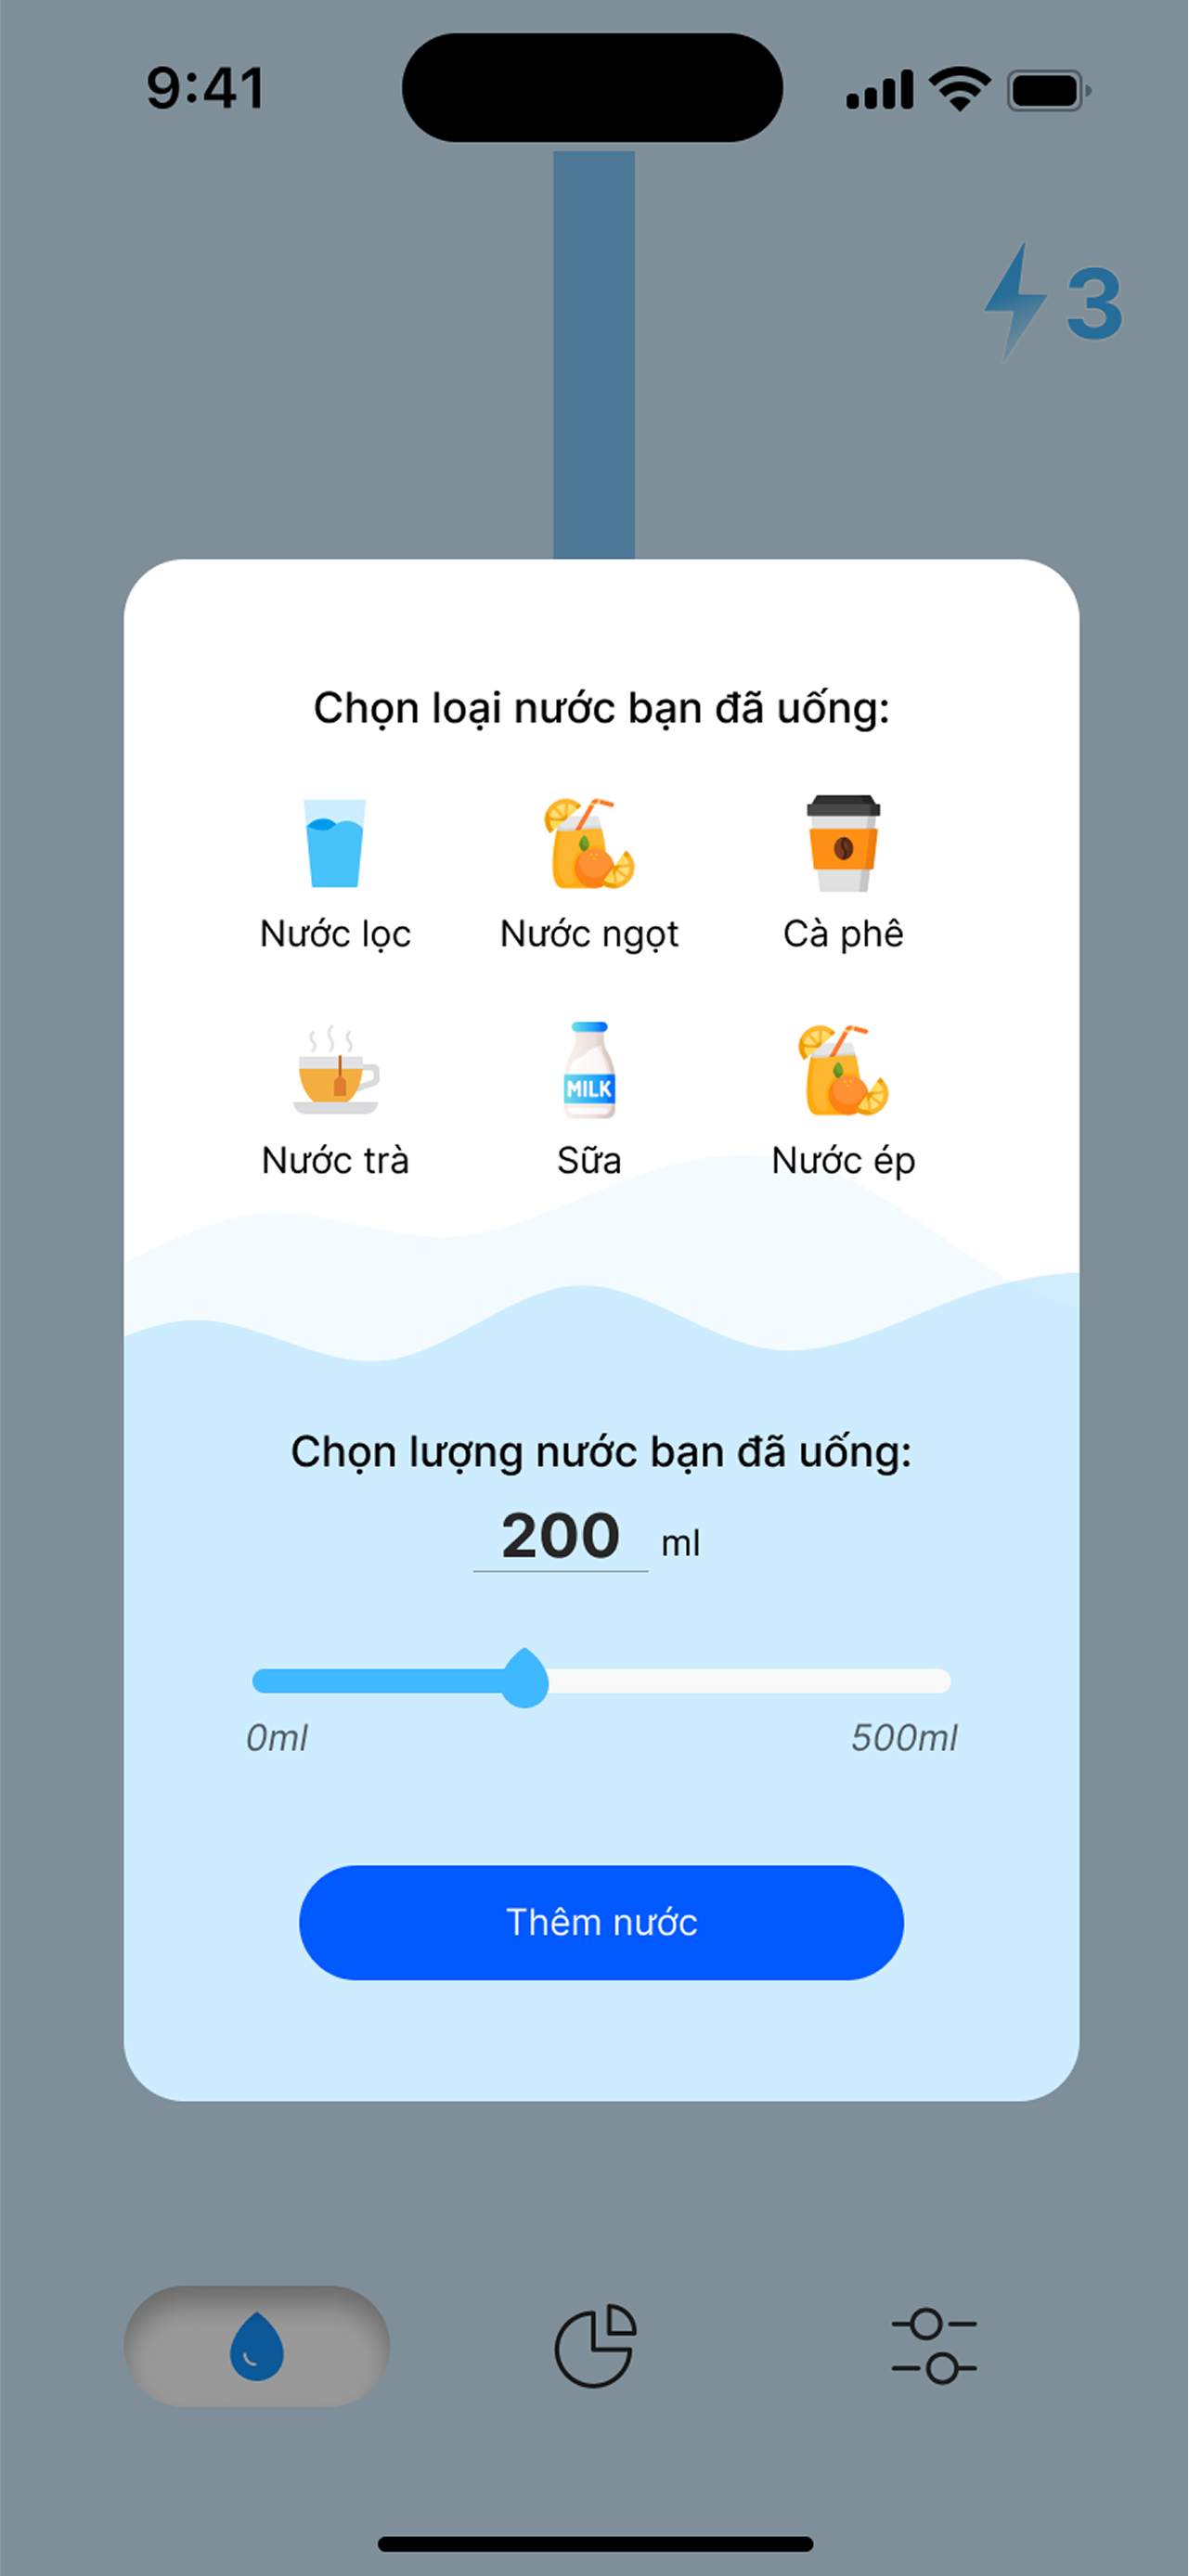 9:41
3
Chọn loại nước bạn đã uống:
Nước lọc Nước ngọt Cà phê
MILK
Nước trà Sữa Nước ép
Chọn lượng nước bạn đã uống:
200 ml
0ml 500ml
Thêm nước